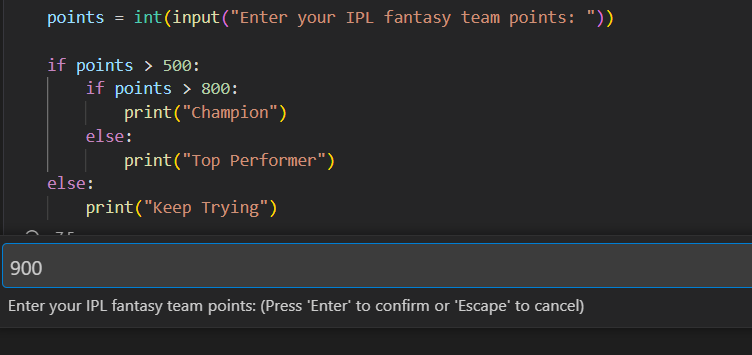 points = int(input("Enter your IPL fantasy team points: "))
if points > 500:
if points > 800:
print("Champion")
else:
print("Top Performer")
else:
print("Keep Trying")
900
Enter your IPL fantasy team points: (Press 'Enter' to confirm or 'Escape' to cancel)